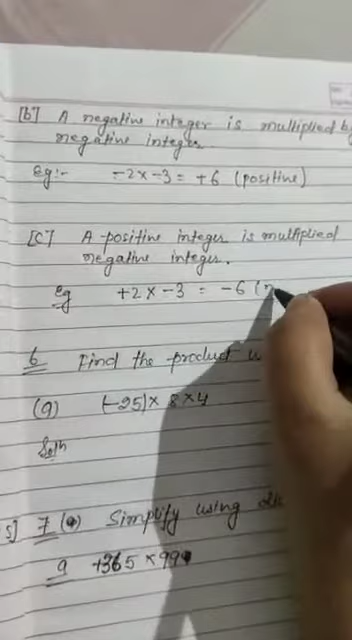 [b] A negative integer is multiplied by
negative integer.
Eg:- -2 x -3 = +6 (positive)
[c] A positive integer is multiplied
negative integer.
Eg +2 x -3 = -6 (n
6 Find the product
(a) (-25) x 8 x 4
Soln
7 (a) Simplify using
a +365 x 99